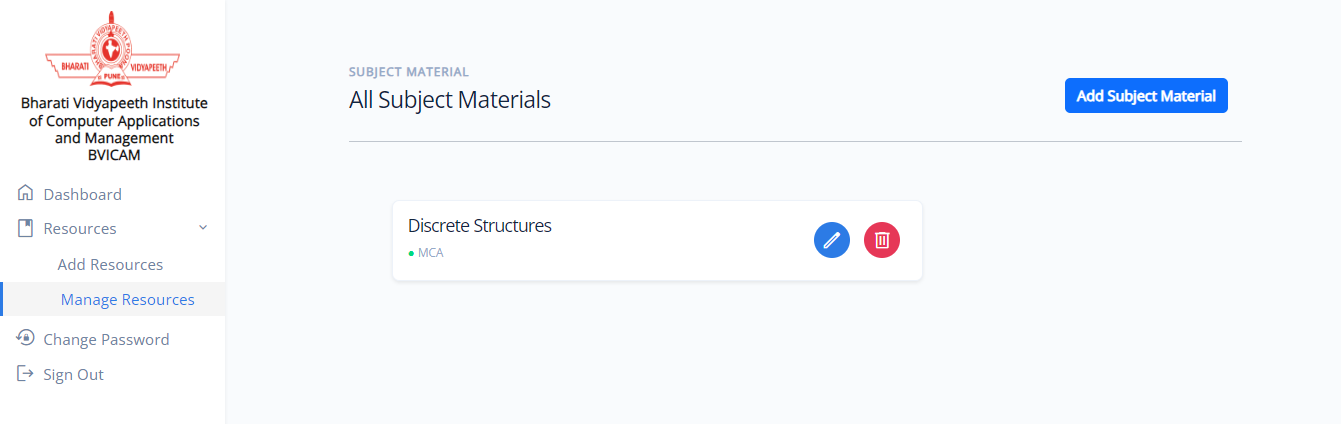 BHARATI VIDYAPEETH POONA
BHARATI VIDYAPEETH
PUNE
Bharati Vidyapeeth Institute
of Computer Applications
and Management
BVICAM
Dashboard
Resources
Add Resources
Manage Resources
Change Password
Sign Out
SUBJECT MATERIAL
All Subject Materials
Add Subject Material
Discrete Structures
MCA